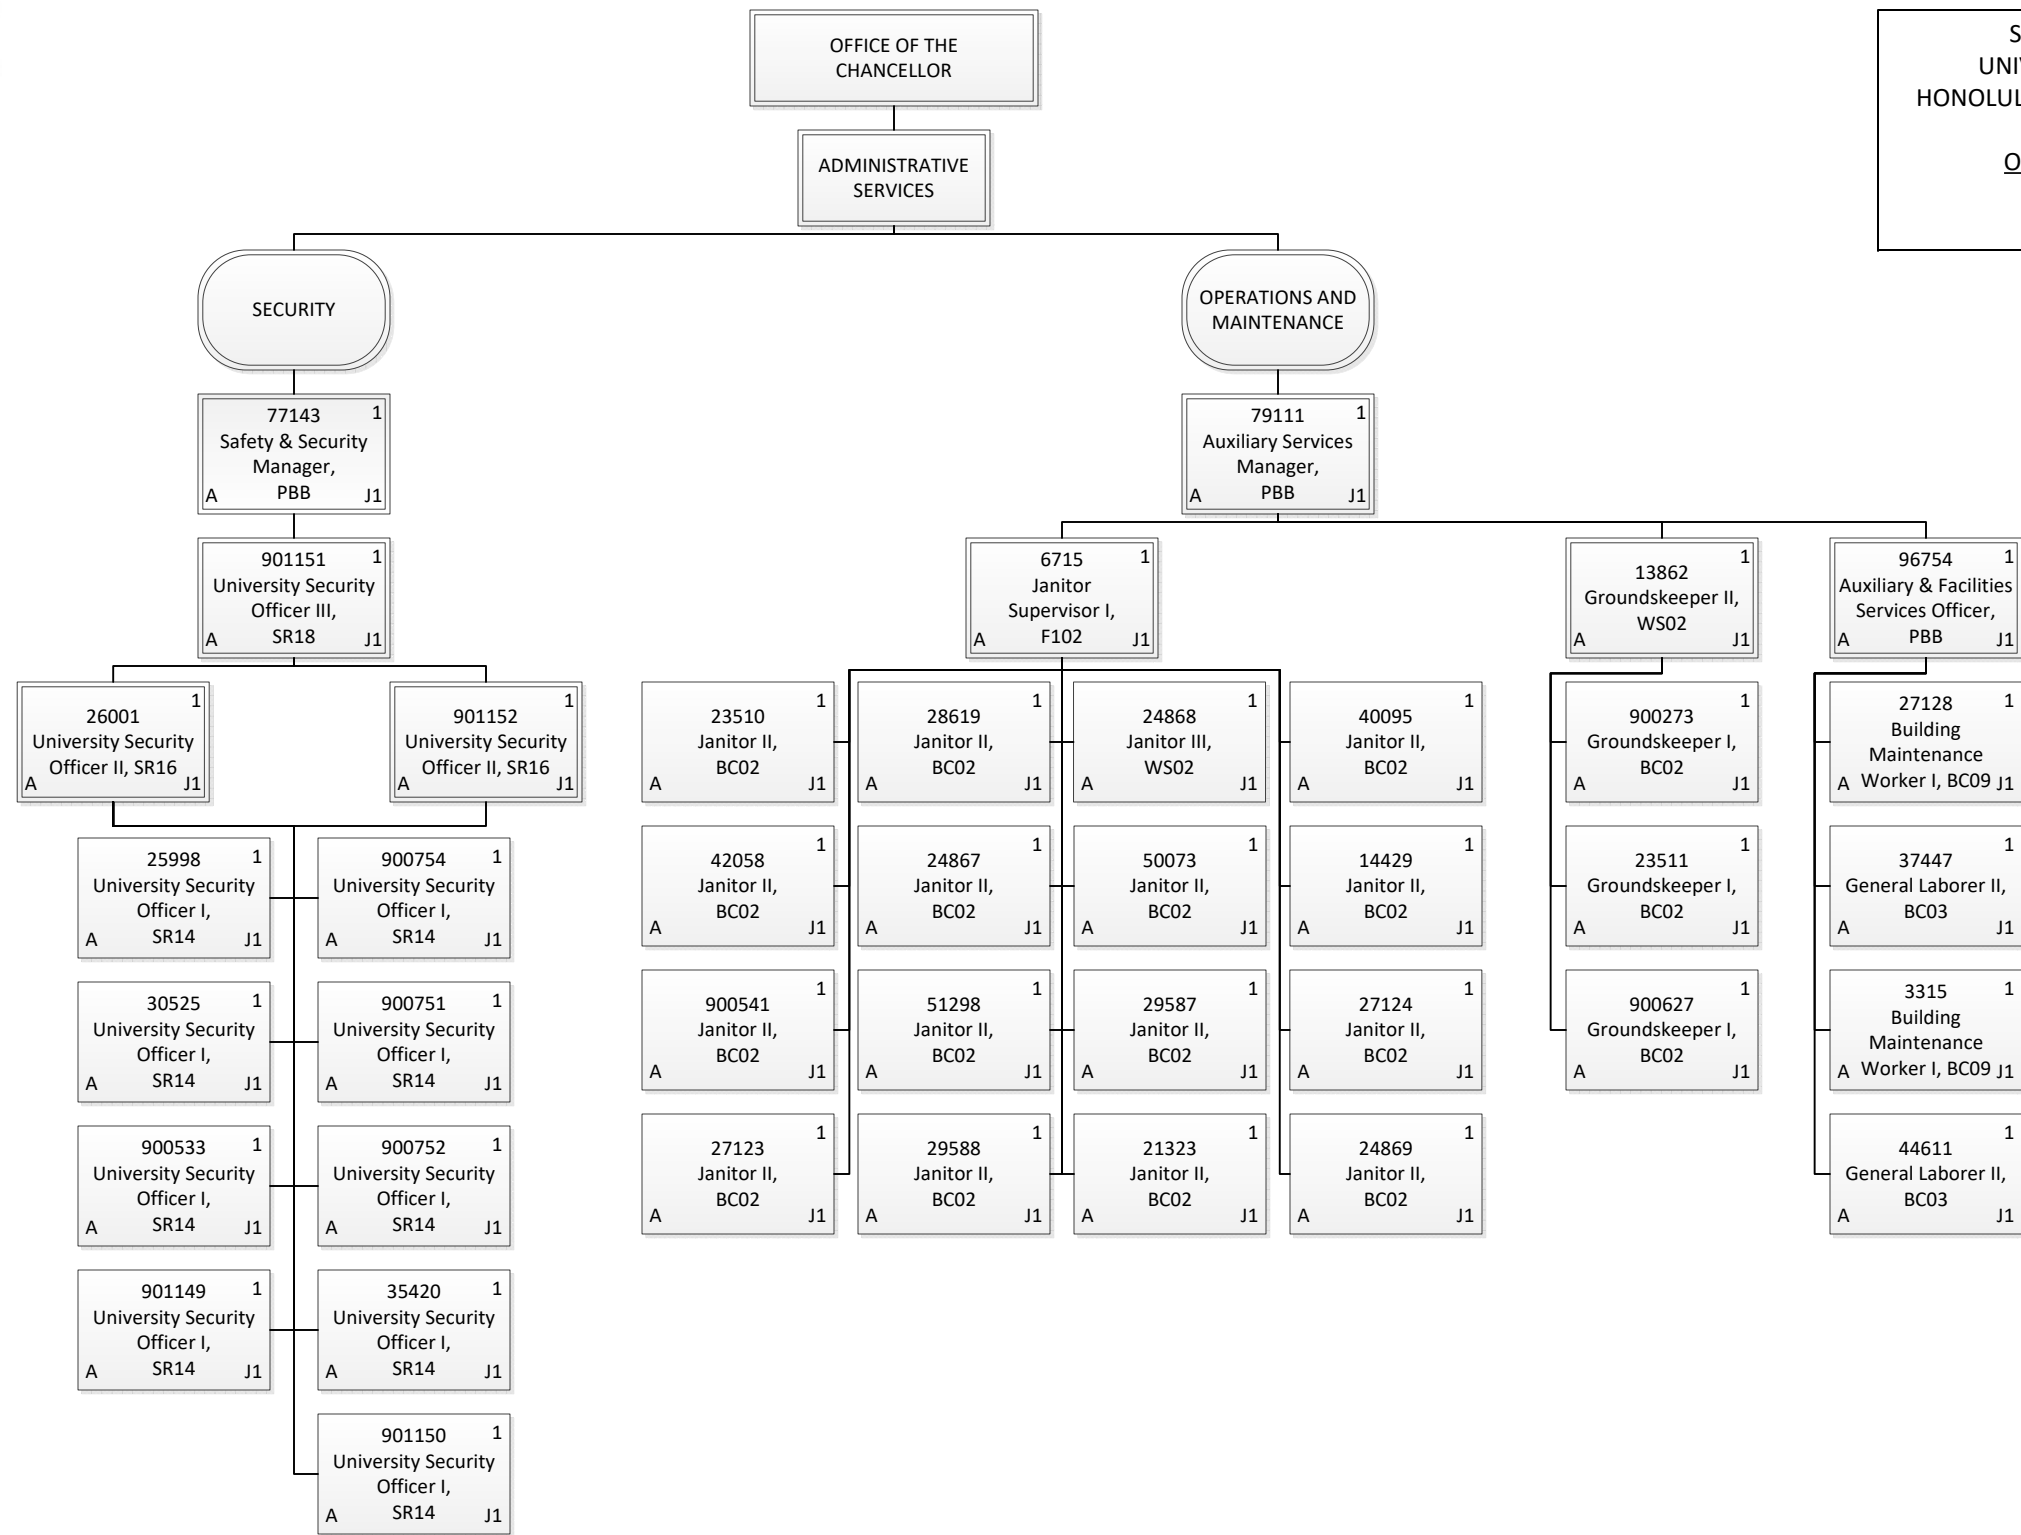 OFFICE OF THE
CHANCELLOR
ADMINISTRATIVE
SERVICES
S
UNIV
HONOLUL
O
SECURITY
OPERATIONS AND
MAINTENANCE
77143 1
Safety & Security
Manager,
A PBB J1
79111 1
Auxiliary Services
Manager,
A PBB J1
901151 1
University Security
Officer III,
A SR18 J1
6715 1
Janitor
Supervisor I,
A F102 J1
1
13862
Groundskeeper II,
WS02
A J1
96754 1
Auxiliary & Facilities
Services Officer,
A PBB J1
1
26001
University Security
Officer II, SR16
A J1
1
901152
University Security
Officer II, SR16
A J1
25998 1
University Security
Officer I,
A SR14 J1
900754 1
University Security
Officer I,
A SR14 J1
30525 1
University Security
Officer I,
A SR14 J1
900751 1
University Security
Officer I,
A SR14 J1
900533 1
University Security
Officer I,
A SR14 J1
900752 1
University Security
Officer I,
A SR14 J1
901149 1
University Security
Officer I,
A SR14 J1
35420 1
University Security
Officer I,
A SR14 J1
901150 1
University Security
Officer I,
A SR14 J1
1
23510
Janitor II,
BC02
A J1
1
28619
Janitor II,
BC02
A J1
1
24868
Janitor III,
WS02
A J1
1
40095
Janitor II,
BC02
A J1
1
42058
Janitor II,
BC02
A J1
1
24867
Janitor II,
BC02
A J1
1
50073
Janitor II,
BC02
A J1
1
14429
Janitor II,
BC02
A J1
1
900541
Janitor II,
BC02
A J1
1
51298
Janitor II,
BC02
A J1
1
29587
Janitor II,
BC02
A J1
1
27124
Janitor II,
BC02
A J1
1
27123
Janitor II,
BC02
A J1
1
29588
Janitor II,
BC02
A J1
1
21323
Janitor II,
BC02
A J1
1
24869
Janitor II,
BC02
A J1
1
900273
Groundskeeper I,
BC02
A J1
1
23511
Groundskeeper I,
BC02
A J1
1
900627
Groundskeeper I,
BC02
A J1
27128 1
Building
Maintenance
A Worker I, BC09 J1
1
37447
General Laborer II,
BC03
A J1
3315 1
Building
Maintenance
A Worker I, BC09 J1
1
44611
General Laborer II,
BC03
A J1